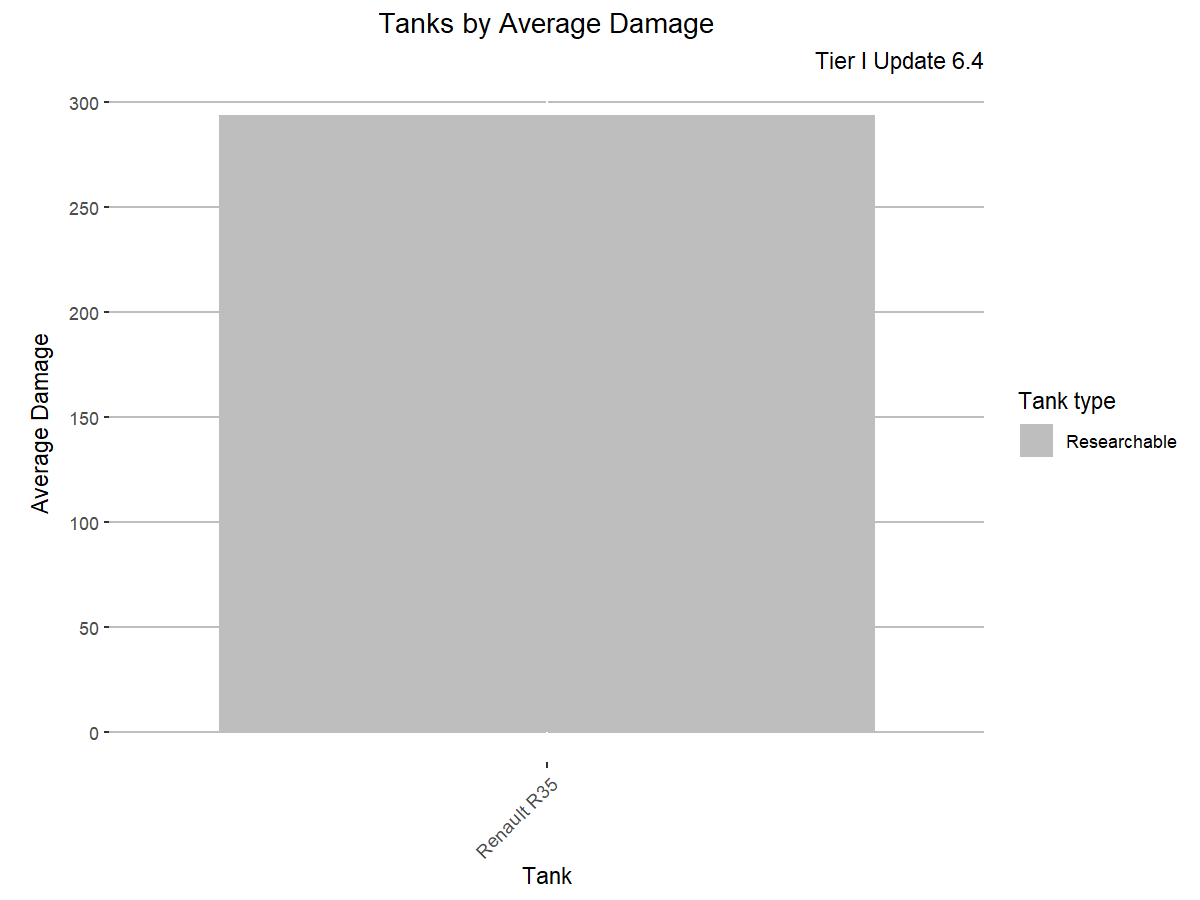 Tanks by Average Damage
Tier I Update 6.4
Average Damage
300
250
200
150
100
50
0
Renault R35
Tank
Tank type
Researchable